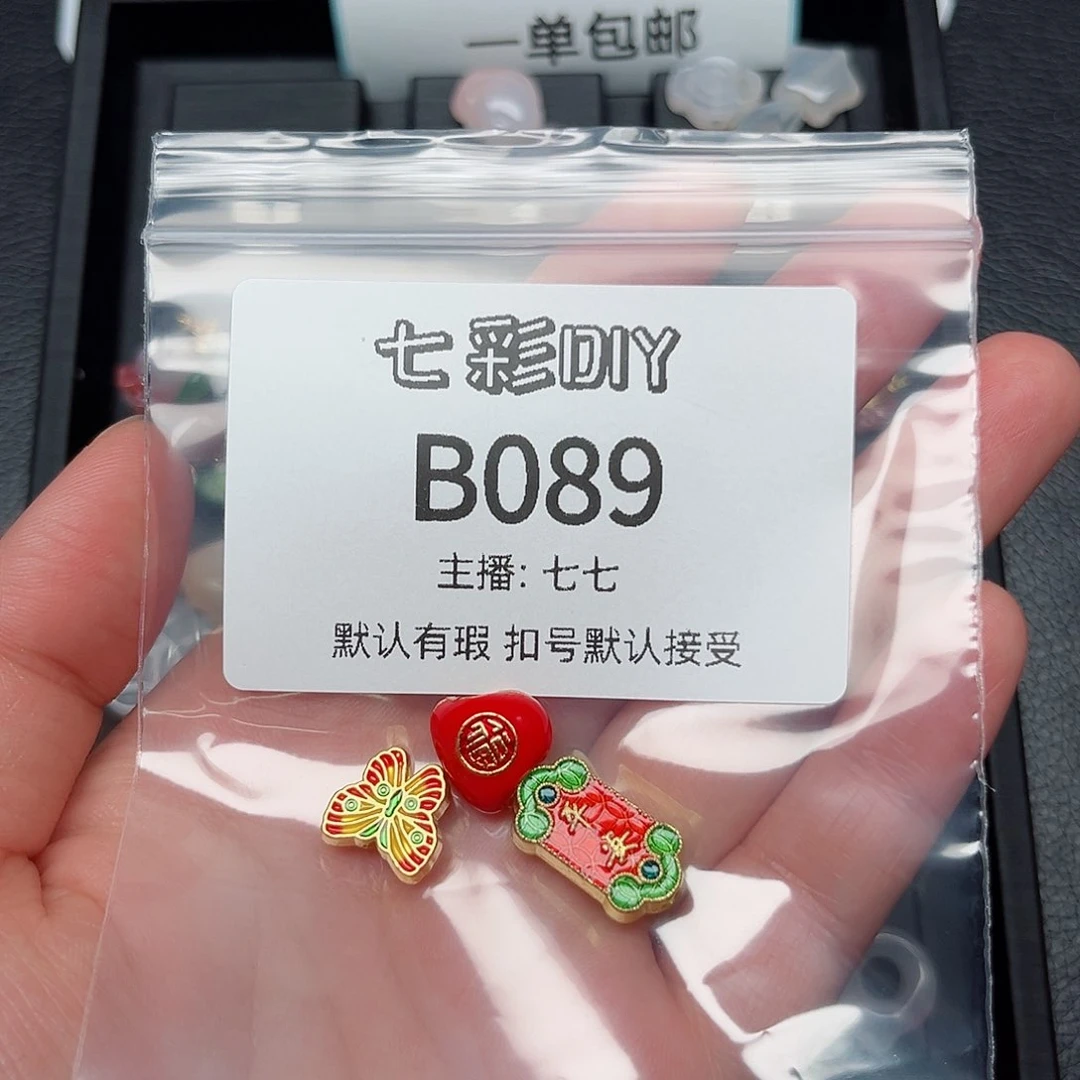 一单包邮
七彩DIY
B089
主播: 七七
默认有瑕 扣号默认接受
福